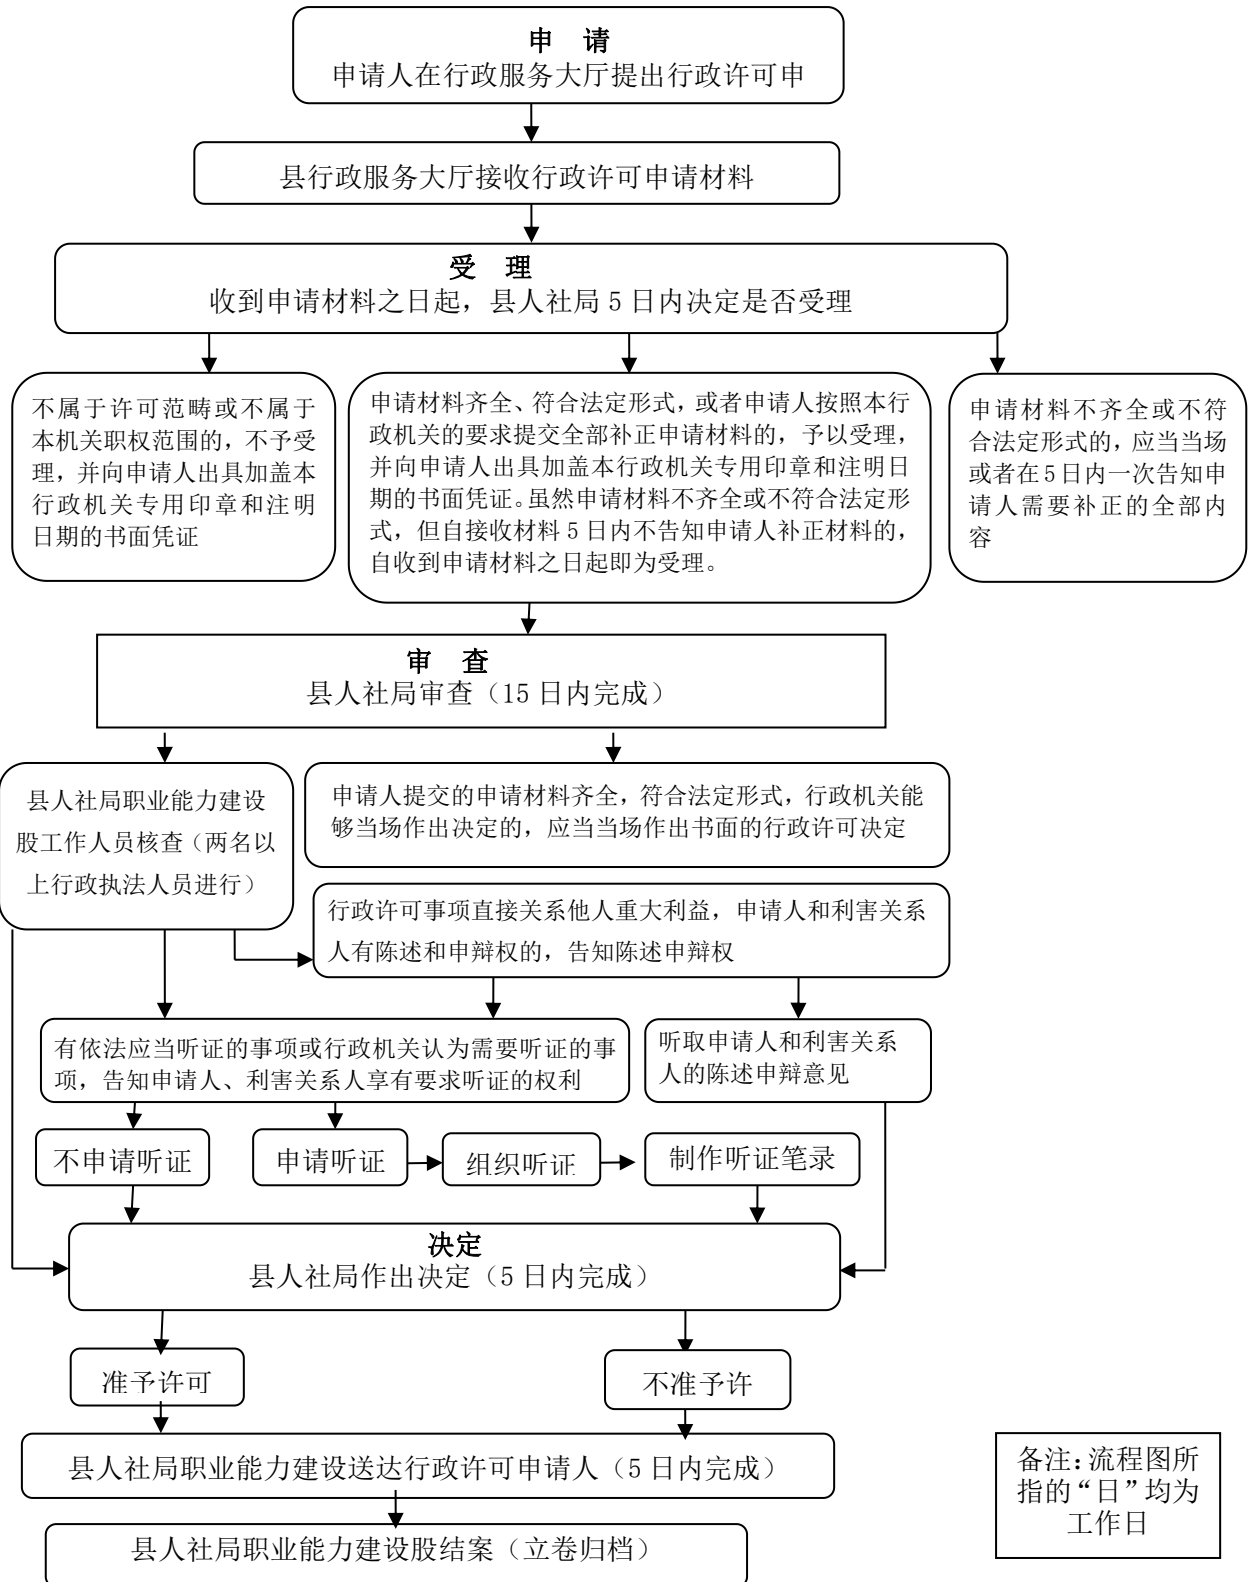 申 请
申请人在行政服务大厅提出行政许可申
县行政服务大厅接收行政许可申请材料
受 理
收到申请材料之日起，县人社局 5 日内决定是否受理
不属于许可范畴或不属于
本机关职权范围的，不予受
理，并向申请人出具加盖本
行政机关专用印章和注明
日期的书面凭证
申请材料齐全、符合法定形式，或者申请人按照本行
政机关的要求提交全部补正申请材料的，予以受理，
并向申请人出具加盖本行政机关专用印章和注明日
期的书面凭证。虽然申请材料不齐全或不符合法定形
式，但自接收材料 5 日内不告知申请人补正材料的，
自收到申请材料之日起即为受理。
申请材料不齐全或不符
合法定形式的，应当当场
或者在 5 日内一次告知申
请人需要补正的全部内
容
审 查
县人社局审查（15 日内完成）
县人社局职业能力建设
股工作人员核查（两名以
上行政执法人员进行）
申请人提交的申请材料齐全，符合法定形式，行政机关能
够当场作出决定的，应当当场作出书面的行政许可决定
行政许可事项直接关系他人重大利益，申请人和利害关系
人有陈述和申辩权的，告知陈述申辩权
有依法应当听证的事项或行政机关认为需要听证的事
项，告知申请人、利害关系人享有要求听证的权利
听取申请人和利害关系
人的陈述申辩意见
不申请听证
申请听证
组织听证
制作听证笔录
决定
县人社局作出决定（5 日内完成）
准予许可
不准予许
县人社局职业能力建设送达行政许可申请人（5 日内完成）
县人社局职业能力建设股结案（立卷归档）
备注：流程图所
指的“日”均为
工作日